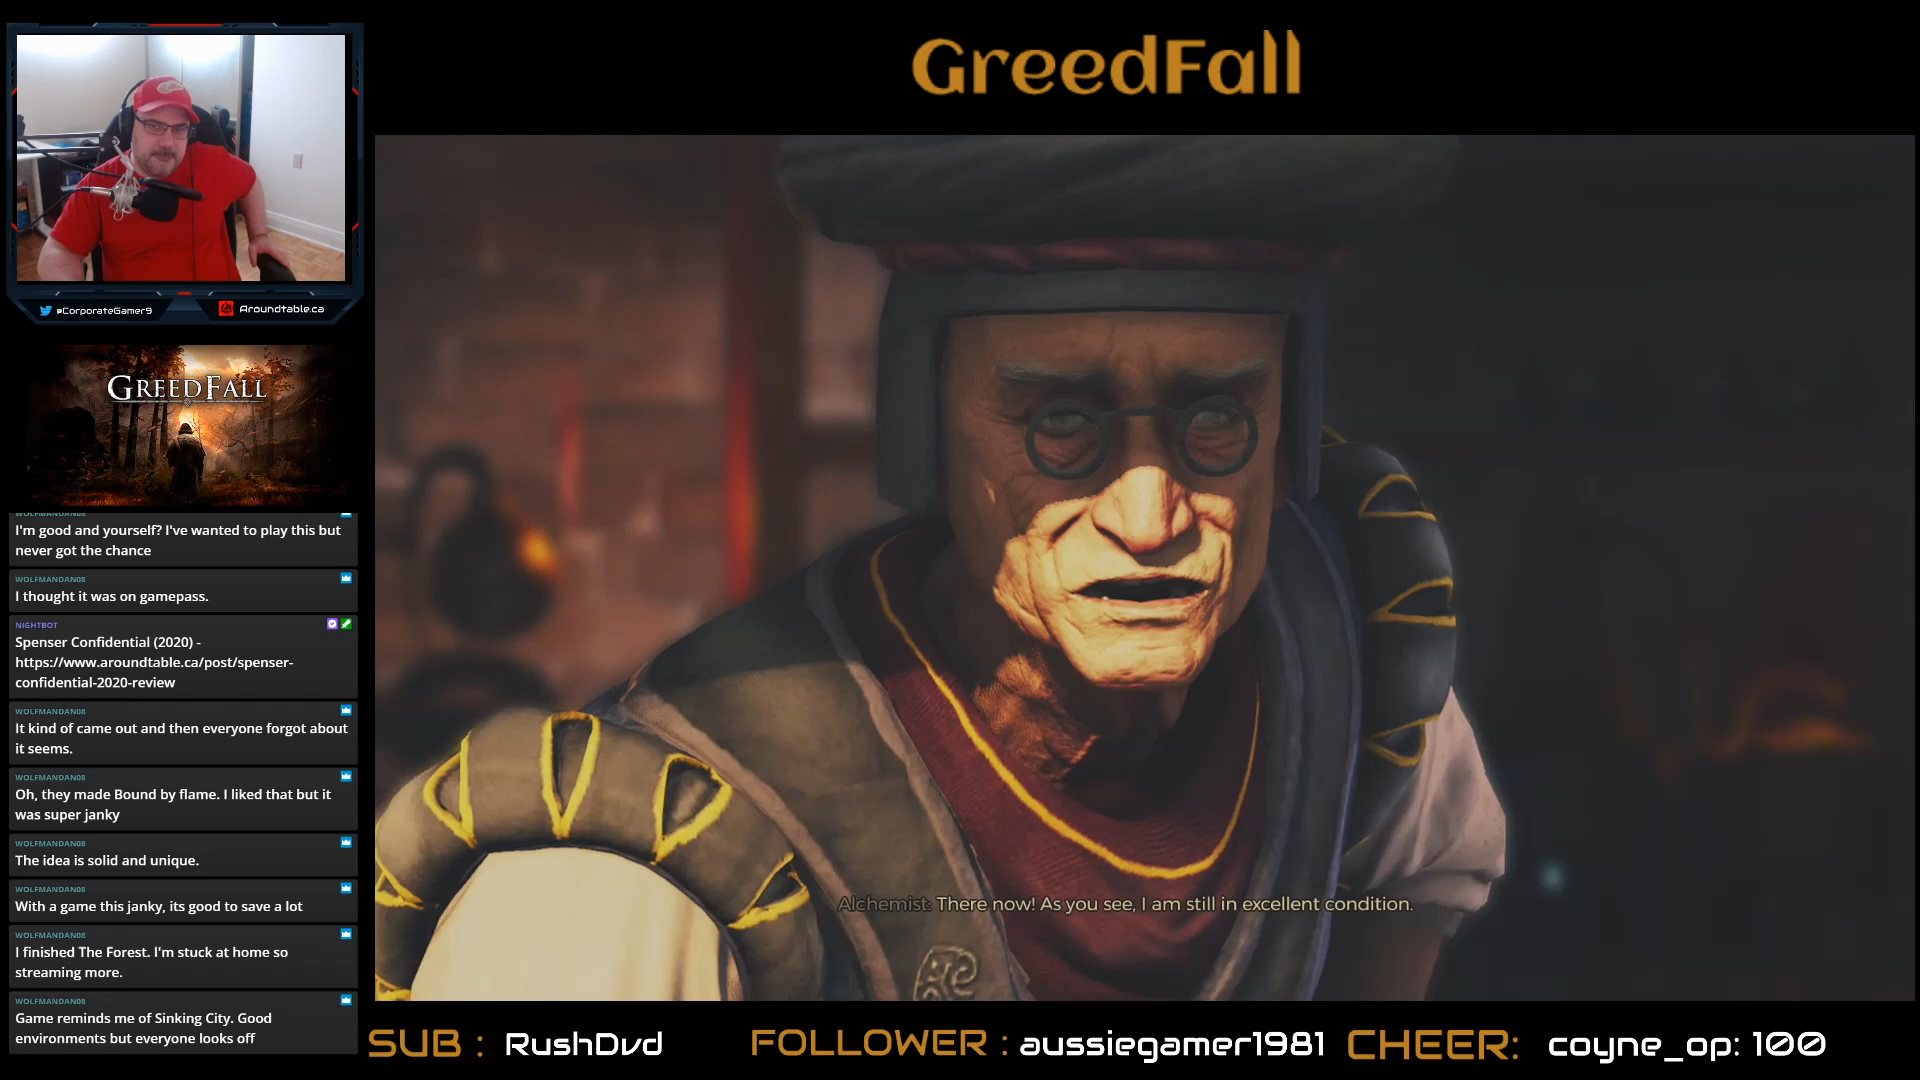 GreedFall
@CorporateGamer9
Aroundtable.ca
GREEDFALL
WOLFMANDAN08
I'm good and yourself? I've wanted to play this but
never got the chance
WOLFMANDAN08
I thought it was on gamepass.
NIGHTBOT
Spenser Confidential (2020) -
https://www.aroundtable.ca/post/spenser-
confidential-2020-review
WOLFMANDAN08
It kind of came out and then everyone forgot about
it seems.
WOLFMANDAN08
Oh, they made Bound by flame. I liked that but it
was super janky
WOLFMANDAN08
The idea is solid and unique.
WOLFMANDAN08
With a game this janky, its good to save a lot
WOLFMANDAN08
I finished The Forest. I'm stuck at home so
streaming more.
WOLFMANDAN08
Game reminds me of Sinking City. Good
environments but everyone looks off
Alchemist: There now! As you see, I am still in excellent condition.
SUB : RushDvd FOLLOWER : aussiegamer1981 CHEER: coyne_op: 100